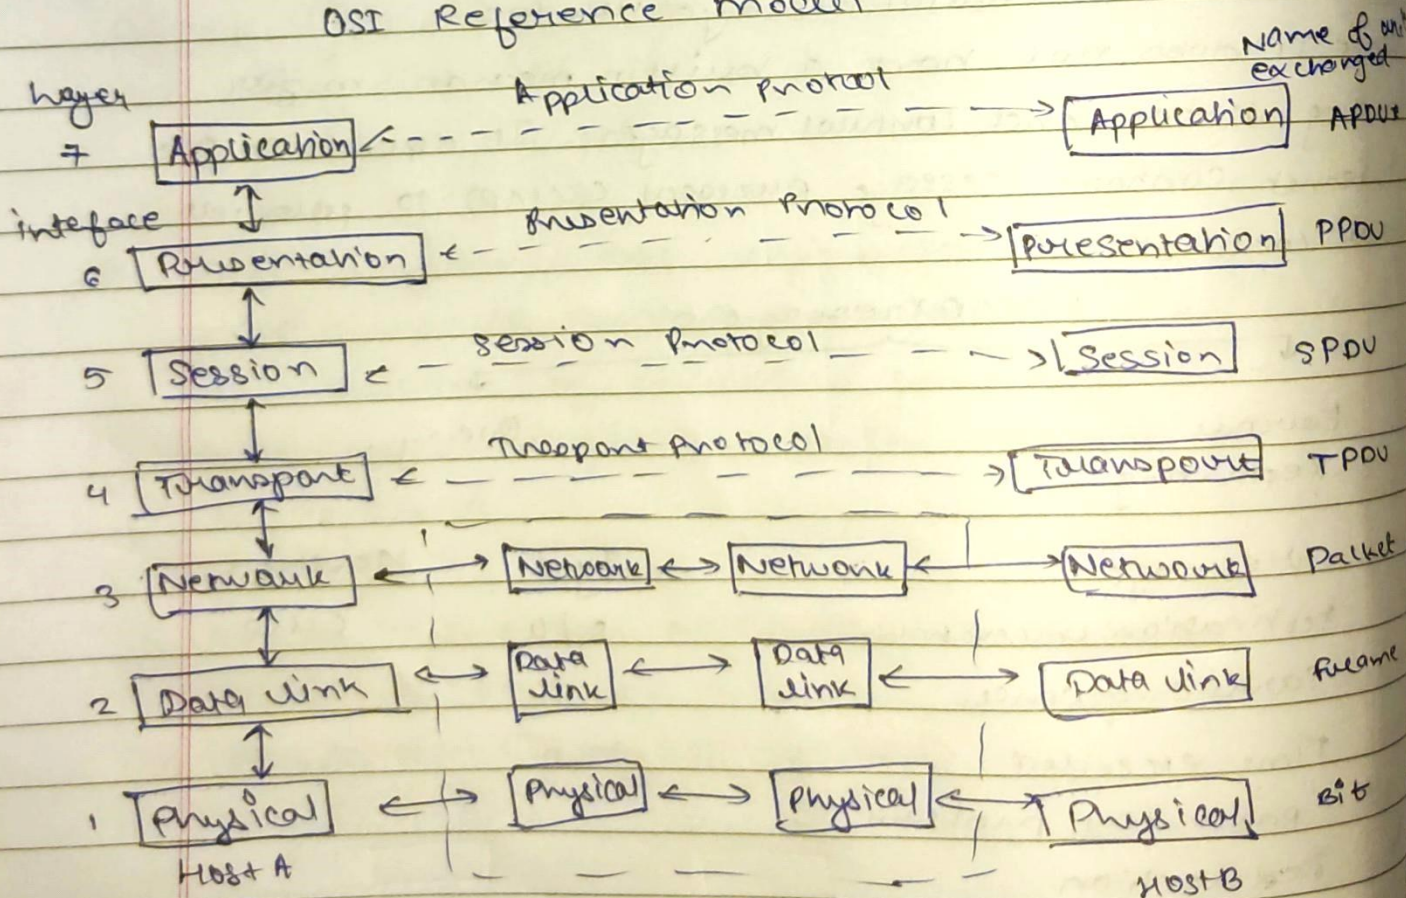 OSI Reference Model
Name of unit
exchanged
Layer
Application Protocol
7 Application Application APDU
inteface
Presentation Protocol
6 Presentation Presentation PPDU
Session Protocol
5 Session Session SPDU
Transport Protocol
4 Transport Transport TPDU
3 Network Network Network Network Packet
2 Data link Data link Data link Data link Frame
1 Physical Physical Physical Physical Bit
Host A Host B